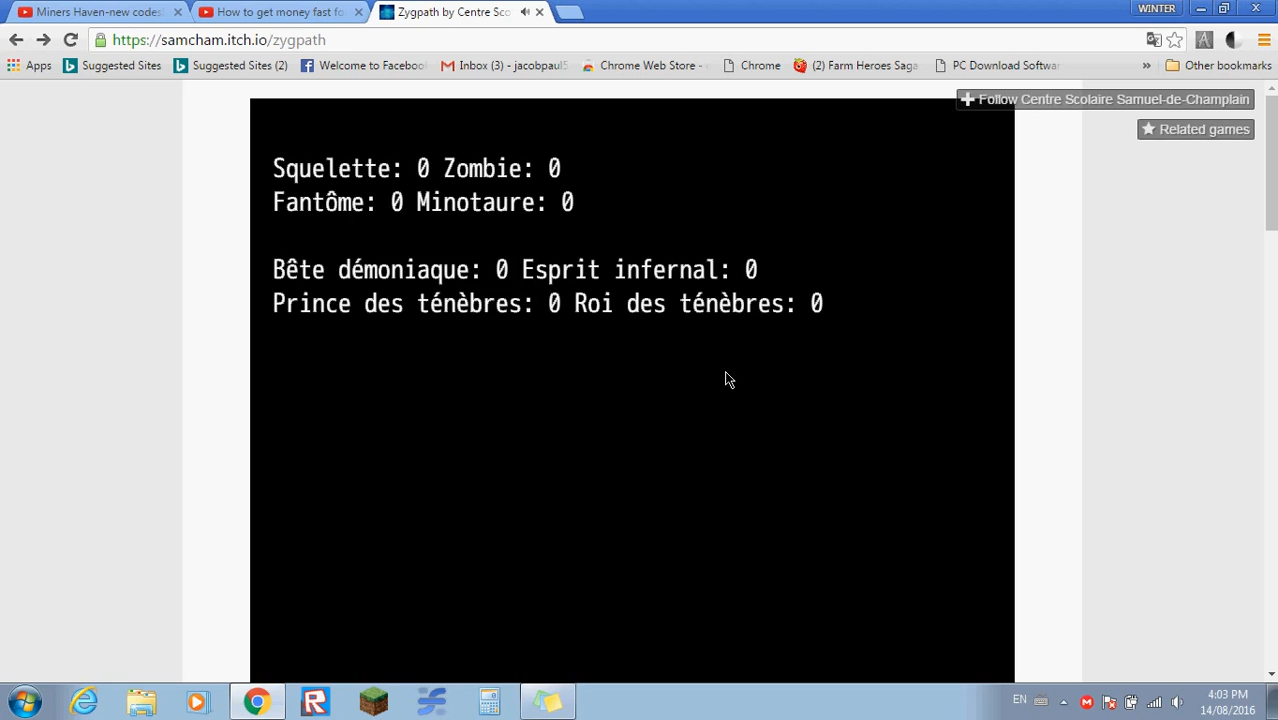 Miners Haven-new codes
How to get money fast fo
Zygpath by Centre Sco
WINTER
https://samcham.itch.io/zygpath
Apps
Suggested Sites
Suggested Sites (2)
Welcome to Facebo
Inbox (3) - jacobpaul5
Chrome Web Store -
Chrome
(2) Farm Heroes Saga
PC Download Softwar
»
Other bookmarks
Follow Centre Scolaire Samuel-de-Champlain
Related games
Squelette: 0 Zombie: 0
Fantôme: 0 Minotaure: 0
Bête démoniaque: 0 Esprit infernal: 0
Prince des ténèbres: 0 Roi des ténèbres: 0
EN
4:03 PM
14/08/2016